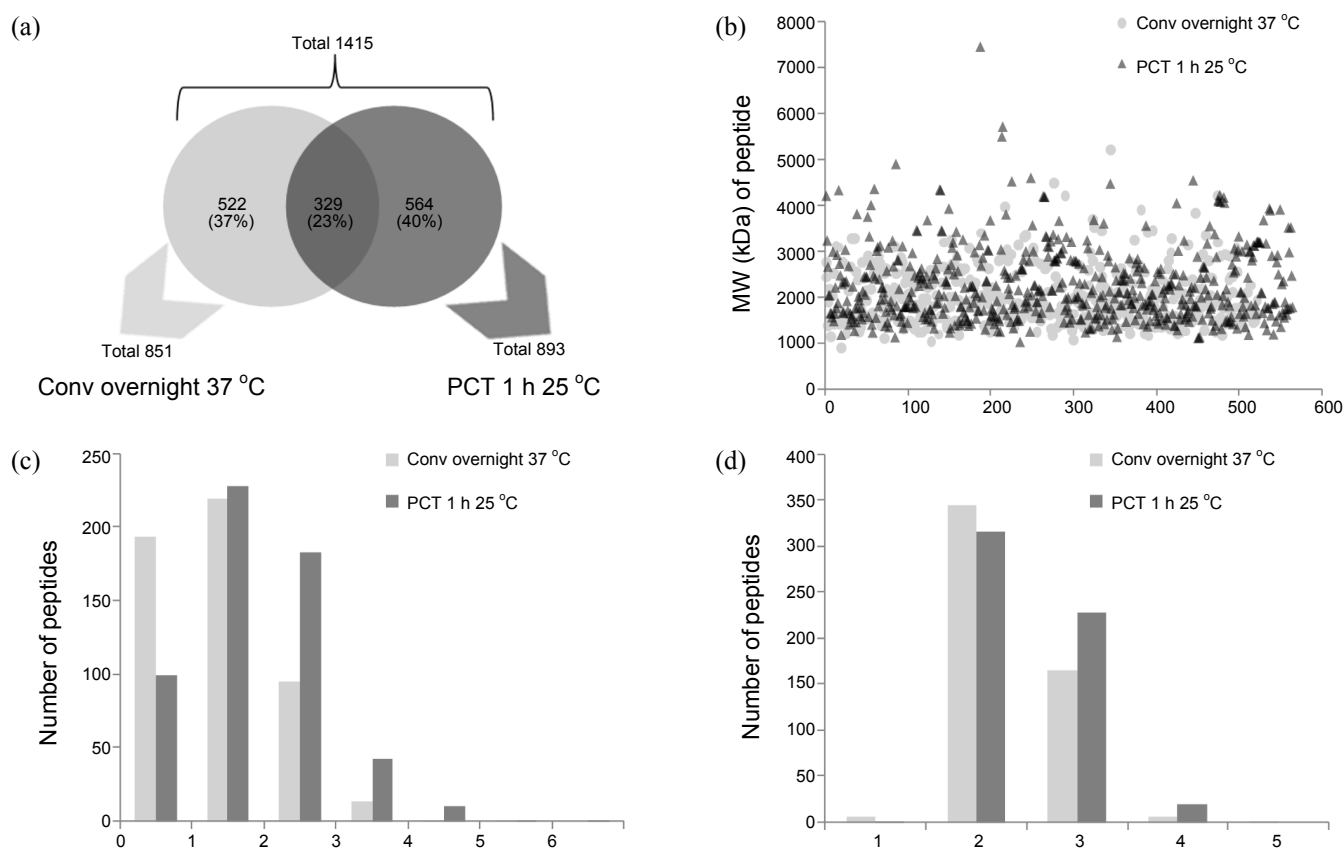 (a)
Total 1415
522
(37%)
329
(23%)
564
(40%)
Total 851
Total 893
Conv overnight 37 °C
PCT 1 h 25 °C
(b)
Conv overnight 37 °C
PCT 1 h 25 °C
MW (kDa) of peptide
8000
7000
6000
5000
4000
3000
2000
1000
0
0 100 200 300 400 500 600
(c)
Conv overnight 37 °C
PCT 1 h 25 °C
Number of peptides
250
200
150
100
50
0
0 1 2 3 4 5 6
(d)
Conv overnight 37 °C
PCT 1 h 25 °C
Number of peptides
400
350
300
250
200
150
100
50
0
1 2 3 4 5